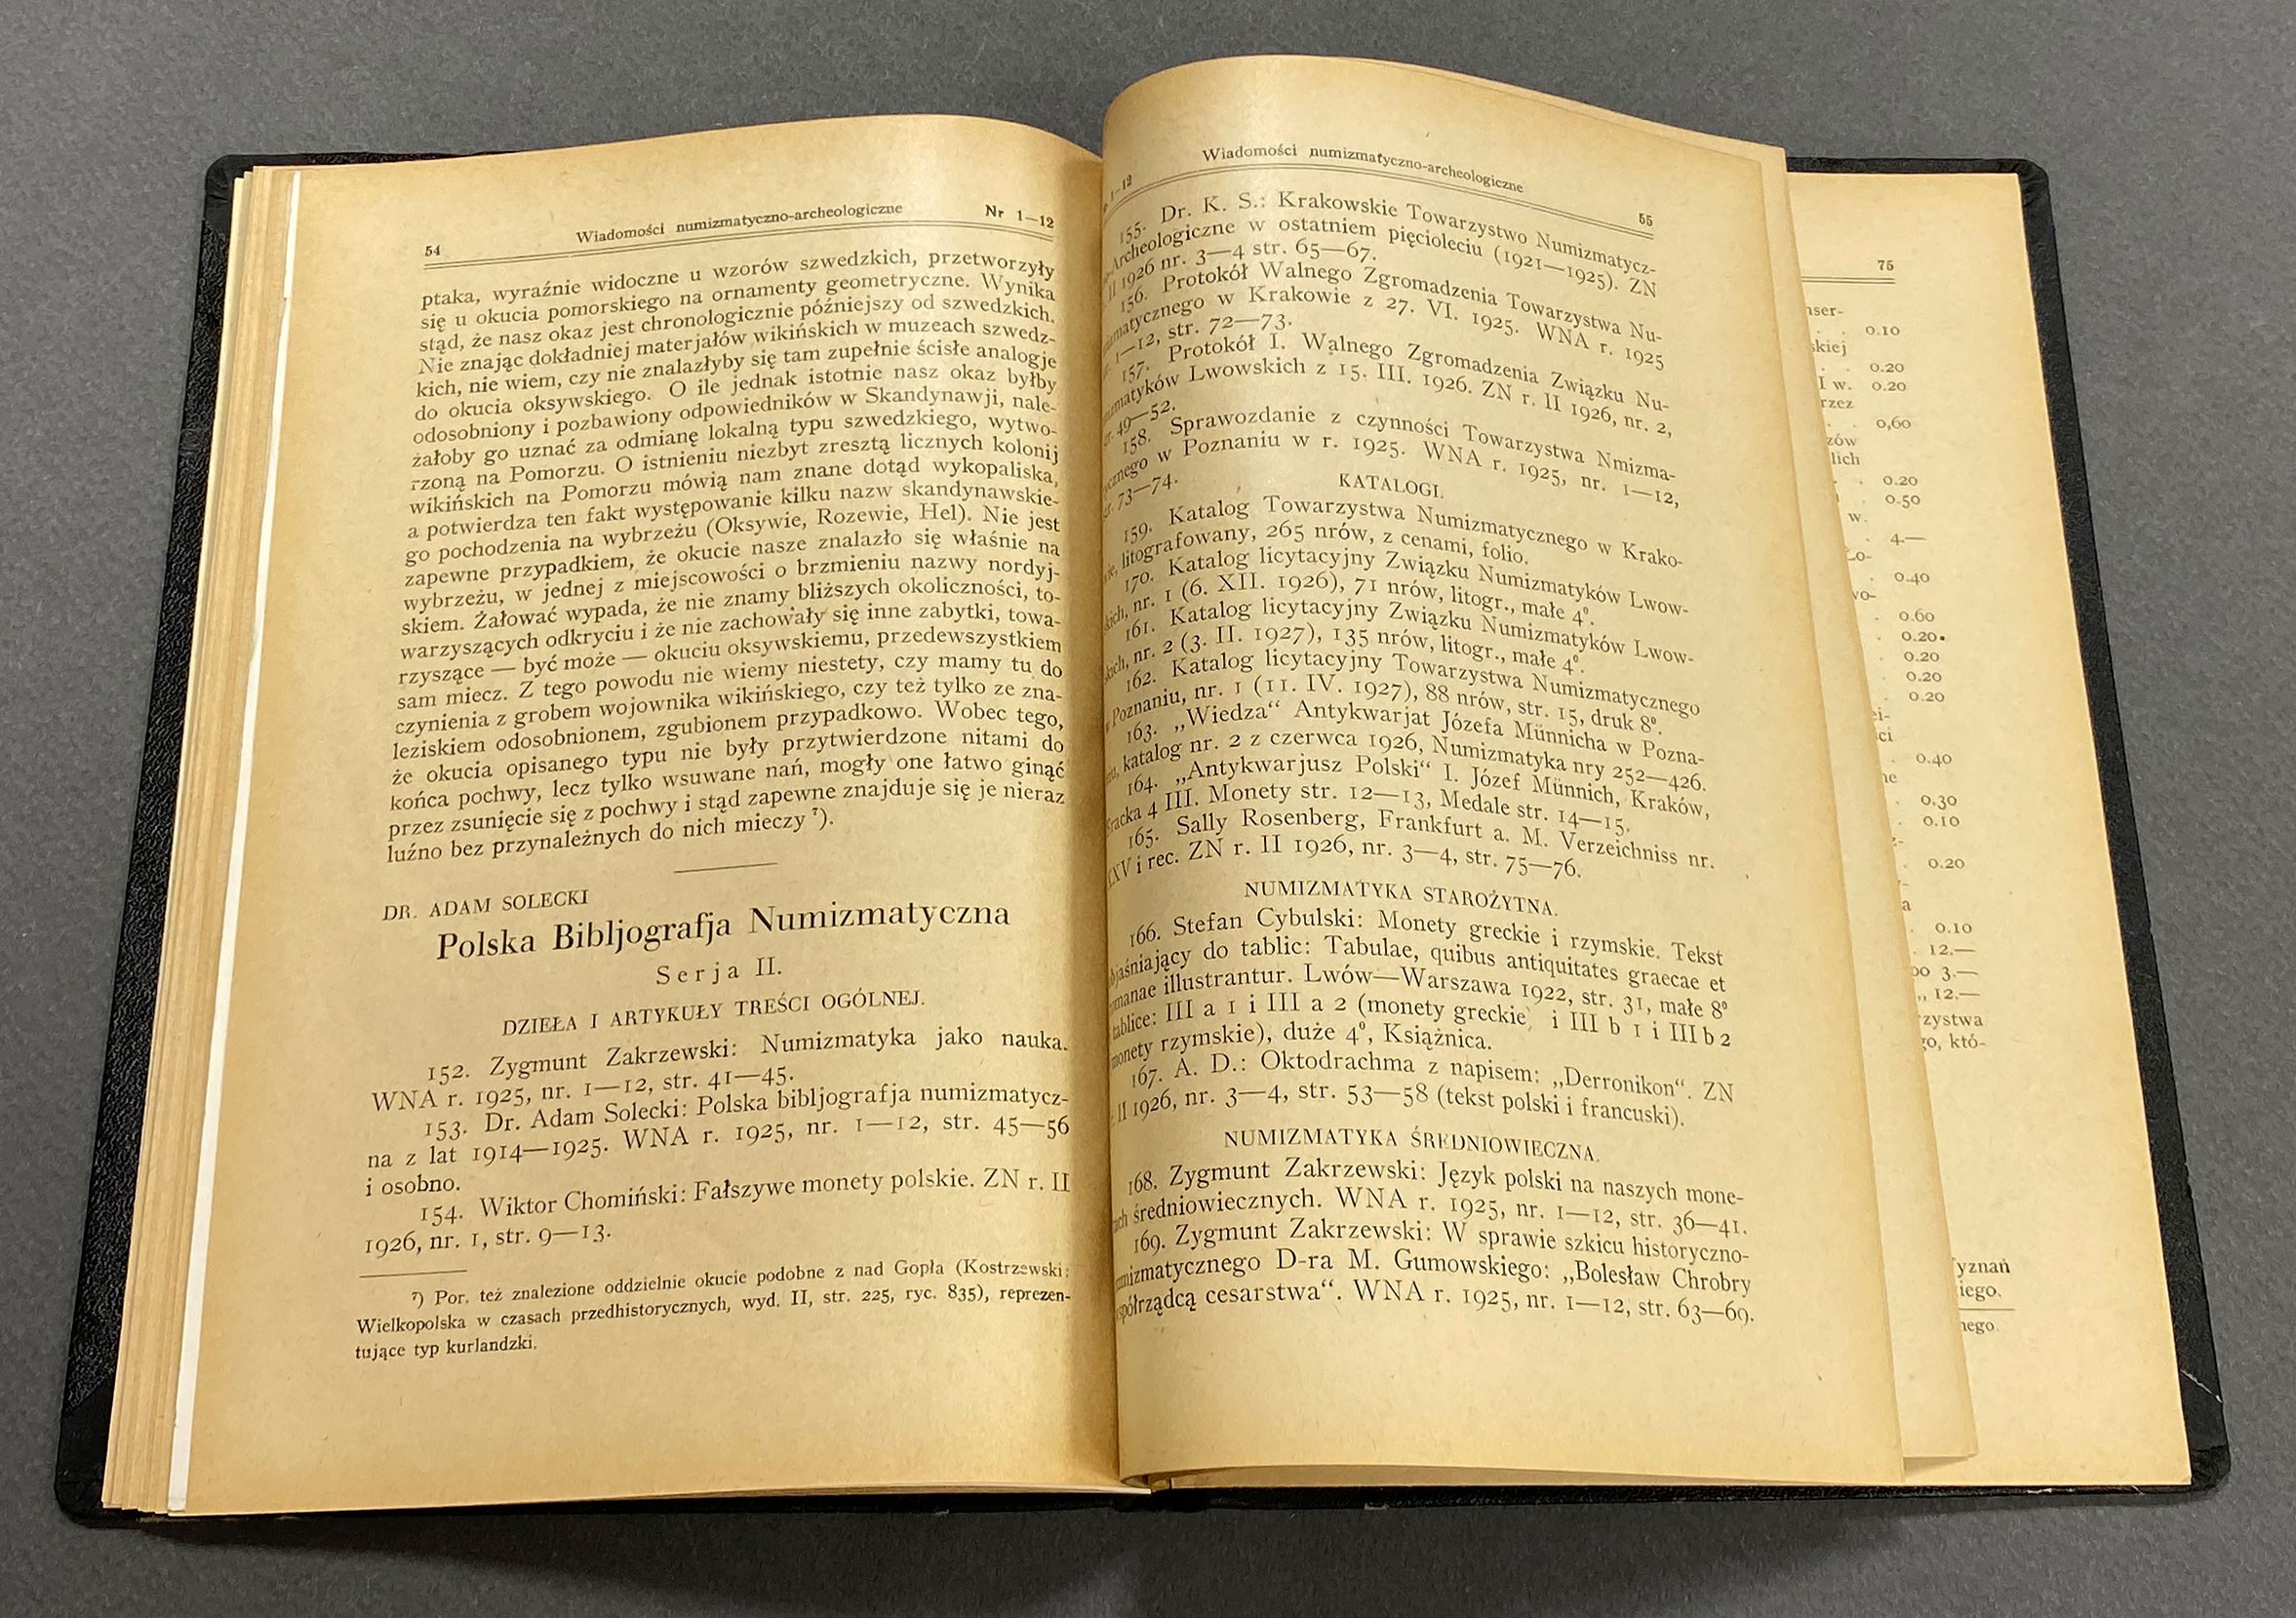 54 Wiadomości numizmatyczno-archeologiczne Nr 1—12
ptaka, wyraźnie widoczne u wzorów szwedzkich, przetworzyły
się u okucia pomorskiego na ornamenty geometryczne. Wynika
stąd, że nasz okaz jest chronologicznie późniejszy od szwedzkich.
Nie znając dokładniej materjałów wikińskich w muzeach szwedz-
kich, nie wiem, czy nie znalazłyby się tam zupełnie ścisłe analogje
do okucia oksywskiego. O ile jednak istotnie nasz okaz byłby
odosobniony i pozbawiony odpowiedników w Skandynawji, nale-
żałoby go uznać za odmianę lokalną typu szwedzkiego, wytwo-
rzoną na Pomorzu. O istnieniu niezbyt zresztą licznych kolonij
wikińskich na Pomorzu mówią nam znane dotąd wykopaliska,
a potwierdza ten fakt występowanie kilku nazw skandynawskie-
go pochodzenia na wybrzeżu (Oksywie, Rozewie, Hel). Nie jest
zapewne przypadkiem, że okucie nasze znalazło się właśnie na
wybrzeżu, w jednej z miejscowości o brzmieniu nazwy nordyj-
skiem. Żałować wypada, że nie znamy bliższych okoliczności, to-
warzyszących odkryciu i że nie zachowały się inne zabytki, towa-
rzyszące — być może — okuciu oksywskiemu, przedewszystkiem
sam miecz. Z tego powodu nie wiemy niestety, czy mamy tu do
czynienia z grobem wojownika wikińskiego, czy też tylko ze zna-
leziskiem odosobnionem, zgubionem przypadkowo. Wobec tego,
że okucia opisanego typu nie były przytwierdzone nitami do
końca pochwy, lecz tylko wsuwane nań, mogły one łatwo ginąć
przez zsunięcie się z pochwy i stąd zapewne znajduje się je nieraz
luźno bez przynależnych do nich mieczy ⁷).
DR. ADAM SOLECKI
Polska Bibljografja Numizmatyczna
Serja II.
DZIEŁA I ARTYKUŁY TREŚCI OGÓLNEJ.
152. Zygmunt Zakrzewski: Numizmatyka jako nauka.
WNA r. 1925, nr. 1—12, str. 41—45.
153. Dr. Adam Solecki: Polska bibljografja numizmatycz-
na z lat 1914—1925. WNA r. 1925, nr. 1—12, str. 45—56
i osobno.
154. Wiktor Chomiński: Fałszywe monety polskie. ZN r. II
1926, nr. 1, str. 9—13.
⁷) Por. też znalezione oddzielnie okucie podobne z nad Gopła (Kostrzewski:
Wielkopolska w czasach przedhistorycznych, wyd. II, str. 225, ryc. 835), reprezen-
tujące typ kurlandzki.
1—12 Wiadomości numizmatyczno-archeologiczne 55
155. Dr. K. S.: Krakowskie Towarzystwo Numizmatycz-
Archeologiczne w ostatniem pięcioleciu (1921—1925). ZN
II 1926 nr. 3—4 str. 65—67.
156. Protokół Walnego Zgromadzenia Towarzystwa Nu-
mizmatycznego w Krakowie z 27. VI. 1925. WNA r. 1925
1—12, str. 72—73.
157. Protokół I. Walnego Zgromadzenia Związku Nu-
mizmatyków Lwowskich z 15. III. 1926. ZN r. II 1926, nr. 2,
49—52.
158. Sprawozdanie z czynności Towarzystwa Nmizma-
tycznego w Poznaniu w r. 1925. WNA r. 1925, nr. 1—12,
73—74.
KATALOGI.
159. Katalog Towarzystwa Numizmatycznego w Krako-
wie, litografowany, 265 nrów, z cenami, folio.
170. Katalog licytacyjny Związku Numizmatyków Lwow-
skich, nr. 1 (6. XII. 1926), 71 nrów, litogr., małe 4⁰.
161. Katalog licytacyjny Związku Numizmatyków Lwow-
skich, nr. 2 (3. II. 1927), 135 nrów, litogr., małe 4⁰.
162. Katalog licytacyjny Towarzystwa Numizmatycznego
w Poznaniu, nr. 1 (11. IV. 1927), 88 nrów, str. 15, druk 8⁰.
163. „Wiedza“ Antykwarjat Józefa Münnicha w Pozna-
katalog nr. 2 z czerwca 1926, Numizmatyka nry 252—426.
164. „Antykwarjusz Polski“ I. Józef Münnich, Kraków,
Bracka 4 III. Monety str. 12—13, Medale str. 14—15.
165. Sally Rosenberg, Frankfurt a. M. Verzeichniss nr.
XXV i rec. ZN r. II 1926, nr. 3—4, str. 75—76.
NUMIZMATYKA STAROŻYTNA.
166. Stefan Cybulski: Monety greckie i rzymskie. Tekst
objaśniający do tablic: Tabulae, quibus antiquitates graecae et
romanae illustrantur. Lwów—Warszawa 1922, str. 31, małe 8⁰
tablice: III a 1 i III a 2 (monety greckie) i III b 1 i III b 2
monety rzymskie), duże 4⁰, Książnica.
167. A. D.: Oktodrachma z napisem: „Derronikon“. ZN
r. II 1926, nr. 3—4, str. 53—58 (tekst polski i francuski).
NUMIZMATYKA ŚREDNIOWIECZNA.
168. Zygmunt Zakrzewski: Język polski na naszych mone-
tach średniowiecznych. WNA r. 1925, nr. 1—12, str. 36—41.
169. Zygmunt Zakrzewski: W sprawie szkicu historyczno-
numizmatycznego D-ra M. Gumowskiego: „Bolesław Chrobry
współrządcą cesarstwa“. WNA r. 1925, nr. 1—12, str. 63—69.
75
nser-
0.10
skiej
0.20
I w. 0.20
rzez
0,60
zów
lich
0.20
0.50
w.
4.—
Ło-
0.40
wo-
0.60
0.20
0.20
0.20
0.20
ei-
ści
0.40
ne
0,30
0.10
0.20
a
0.10
12.—
po 3.—
„ 12.—
rzystwa
go, któ-
yznań
iego.
nego.